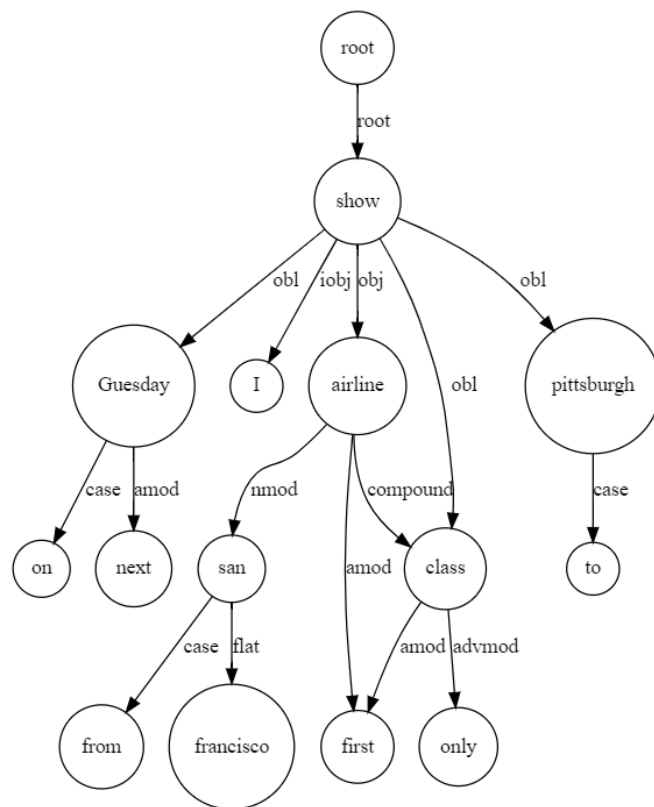 root
root
show
obl iobj obj obl
Guesday I airline obl pittsburgh
case amod nmod compound case
on next san amod class to
case flat amod advmod
from francisco first only